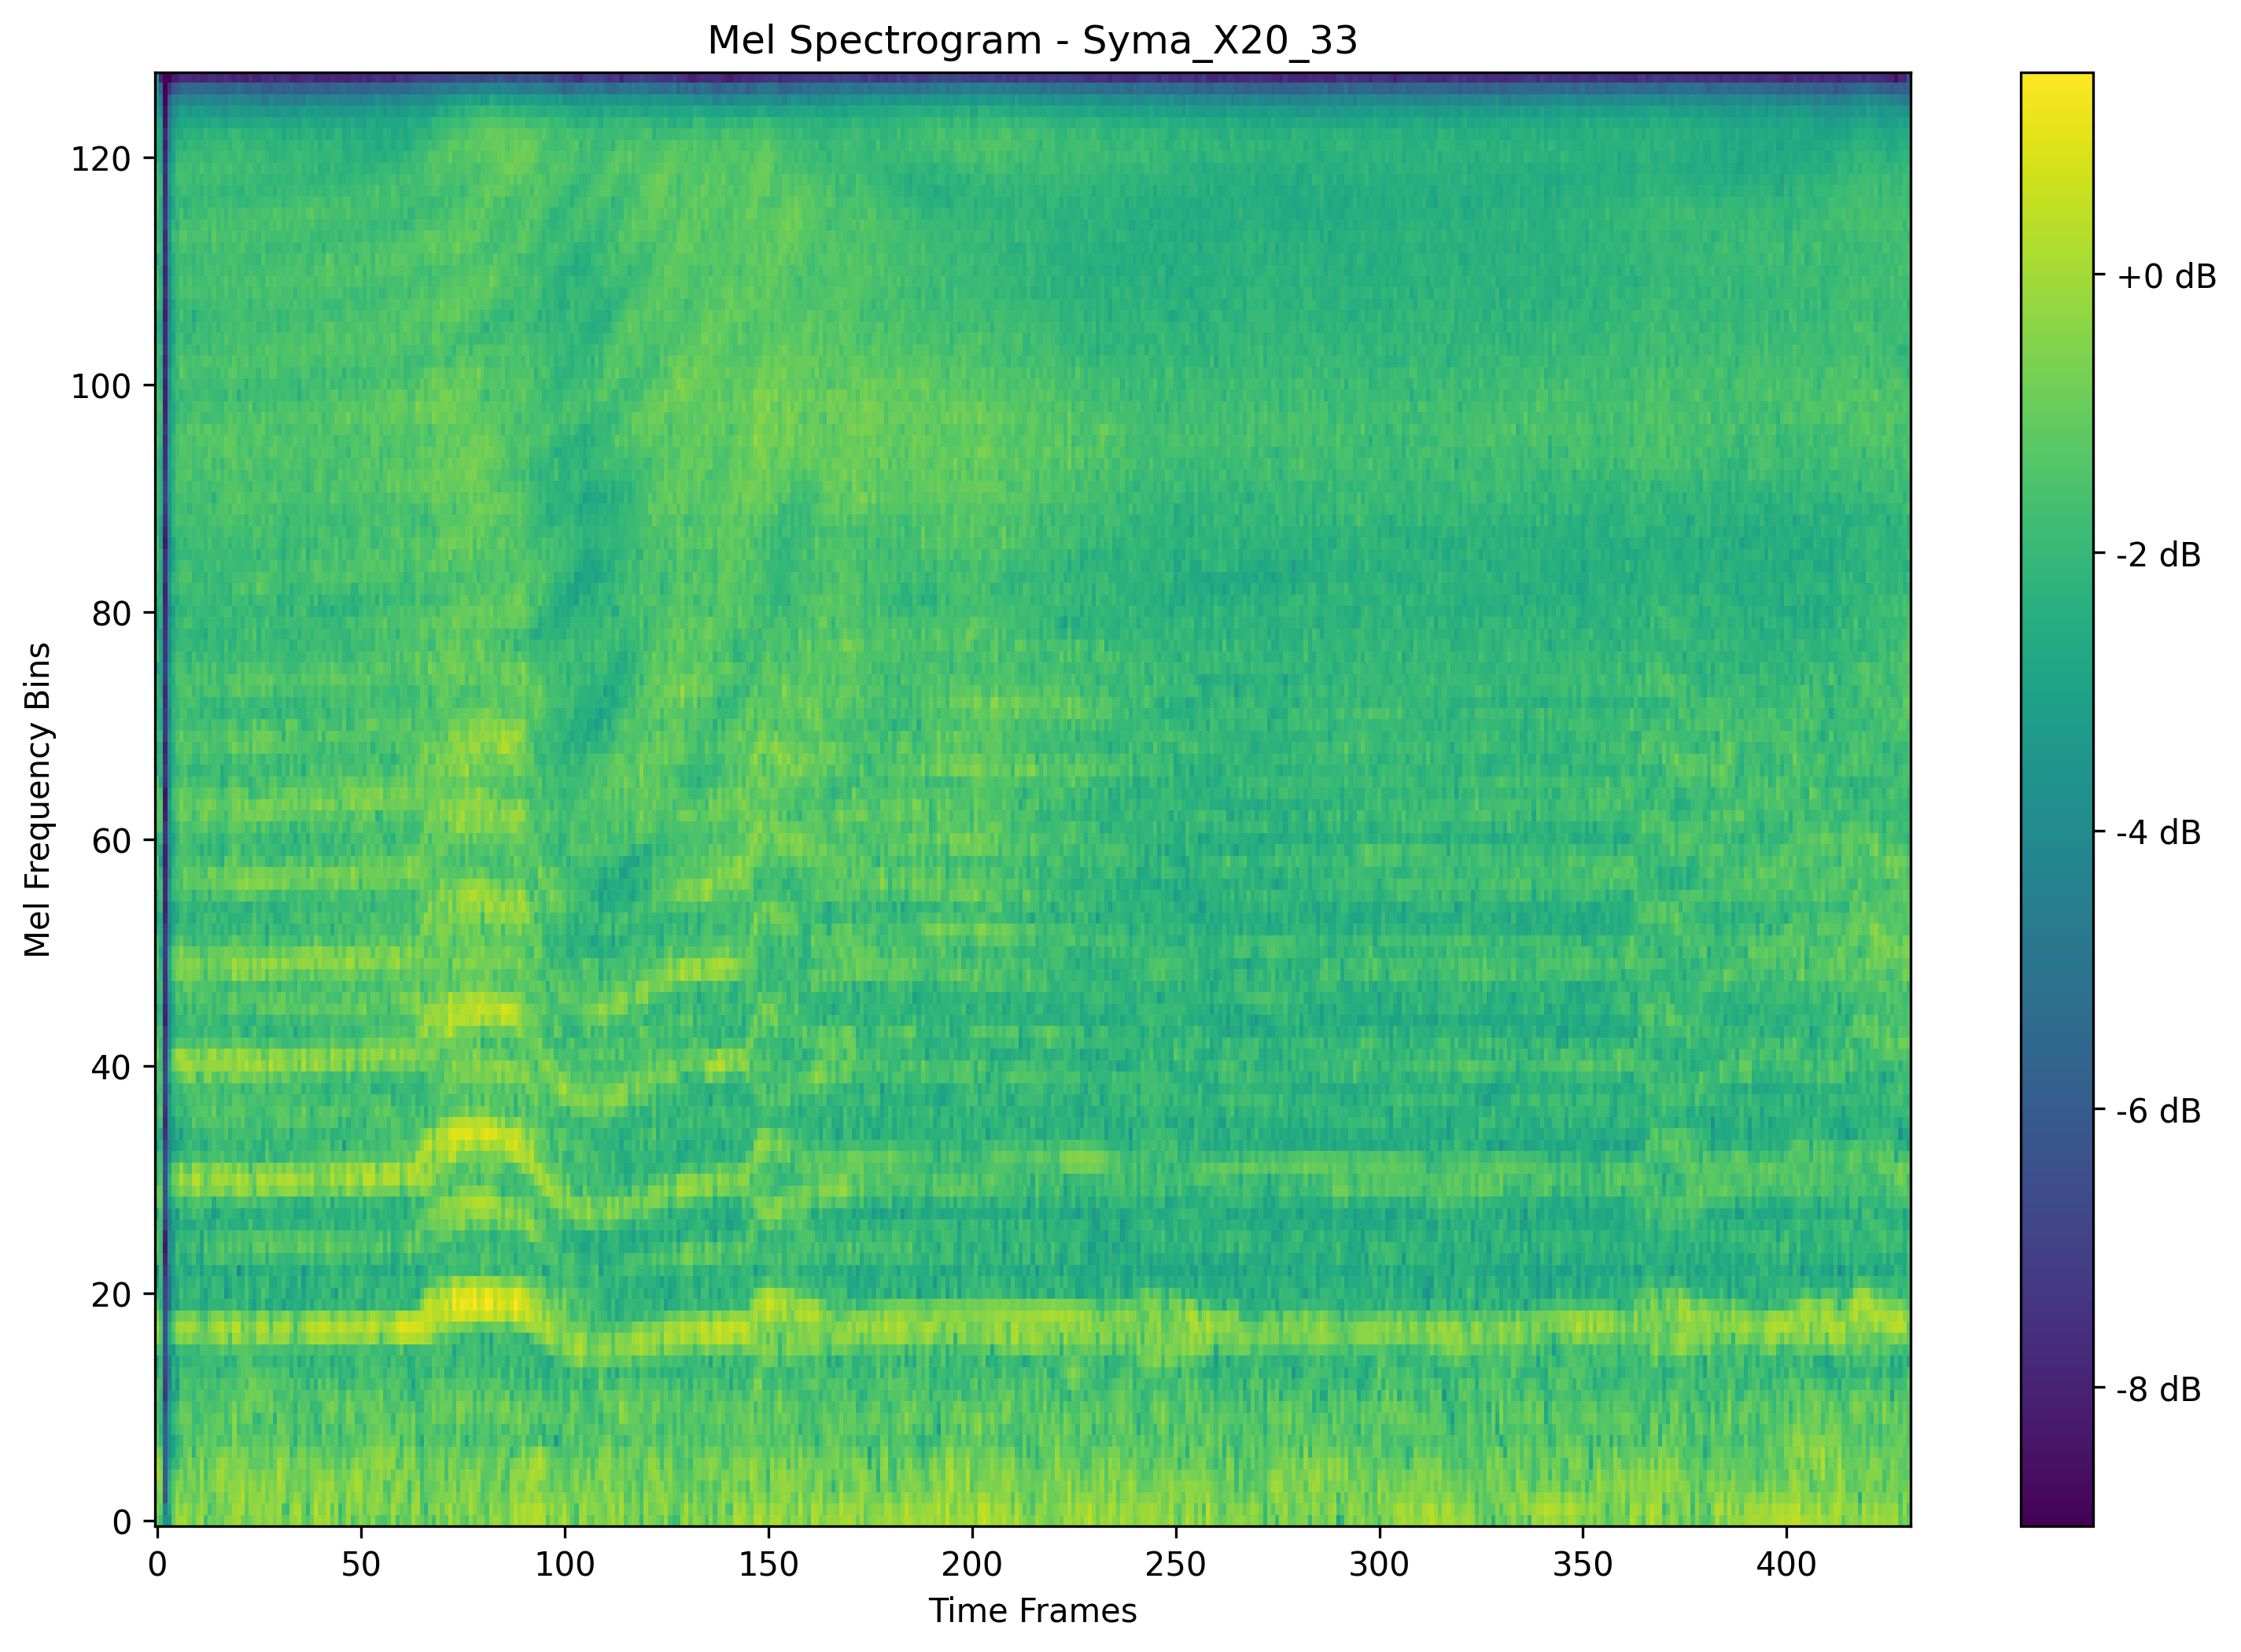 Mel Spectrogram - Syma_X20_33
Mel Frequency Bins
120
100
80
60
40
20
0
0 50 100 150 200 250 300 350 400
Time Frames
+0 dB
-2 dB
-4 dB
-6 dB
-8 dB